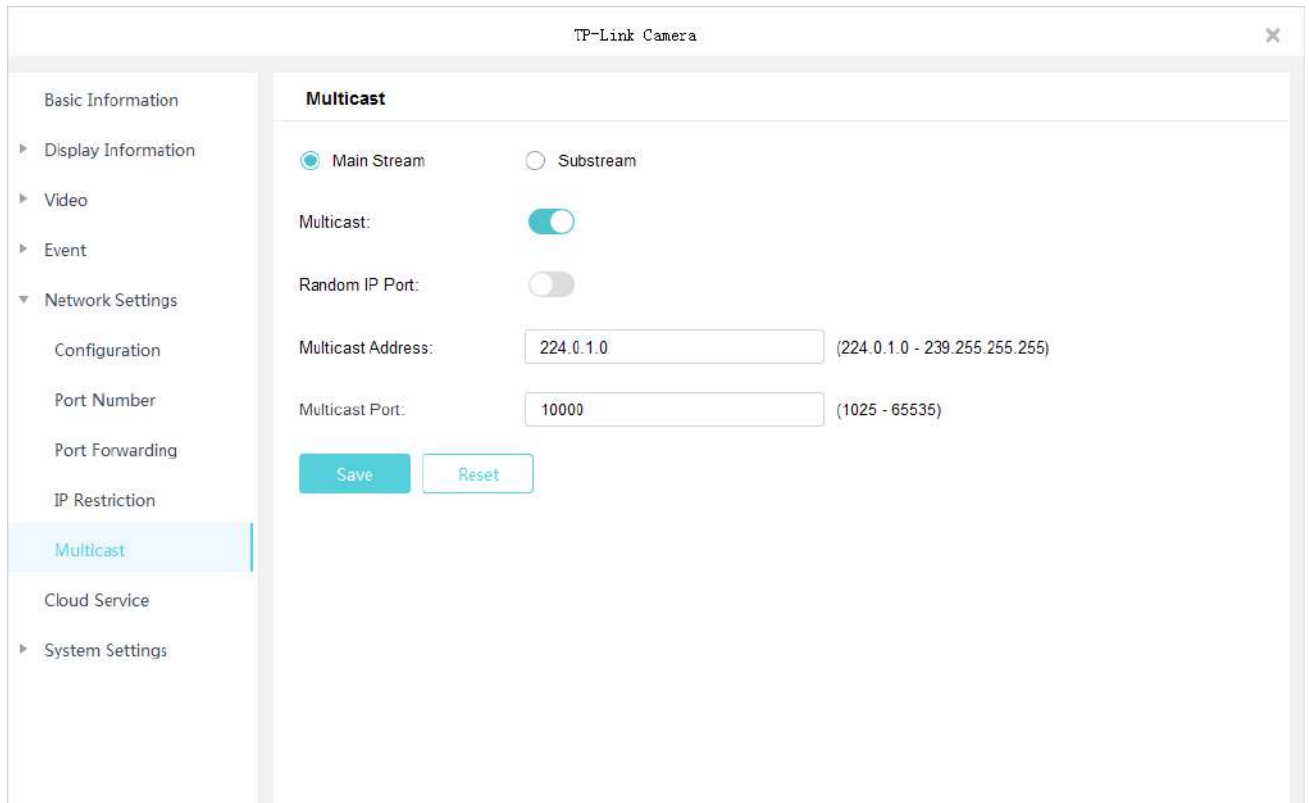 TP-Link Camera
Basic Information
Display Information
Video
Event
Network Settings
Configuration
Port Number
Port Forwarding
IP Restriction
Multicast
Cloud Service
System Settings
Multicast
Main Stream Substream
Multicast:
Random IP Port:
Multicast Address: 224.0.1.0 (224.0.1.0 - 239.255.255.255)
Multicast Port: 10000 (1025 - 65535)
Save Reset